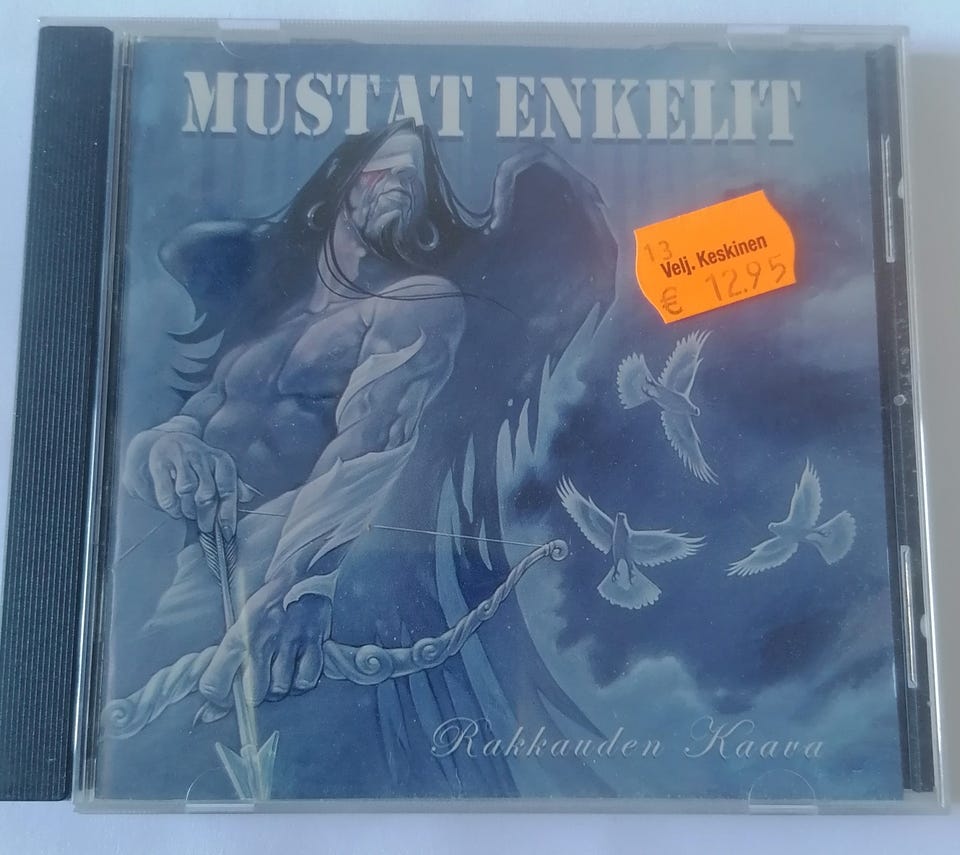 MUSTAT ENKELIT
13
Velj. Keskinen
€ 12.95
Rakkauden Kaava